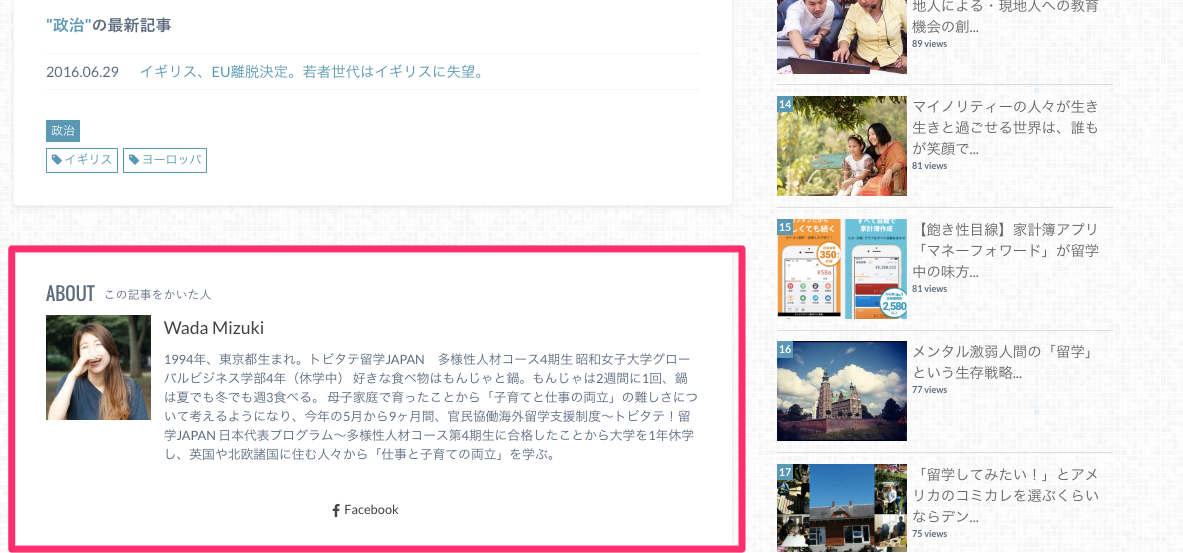 "政治"の最新記事
2016.06.29 イギリス、EU離脱決定。若者世代はイギリスに失望。
政治
イギリス ヨーロッパ
ABOUT この記事をかいた人
Wada Mizuki
1994年、東京都生まれ。トビタテ留学JAPAN　多様性人材コース4期生 昭和女子大学グロー
バルビジネス学部4年（休学中） 好きな食べ物はもんじゃと鍋。もんじゃは2週間に1回、鍋
は夏でも冬でも週3食べる。 母子家庭で育ったことから「子育てと仕事の両立」の難しさにつ
いて考えるようになり、今年の5月から9ヶ月間、官民協働海外留学支援制度〜トビタテ！留
学JAPAN 日本代表プログラム〜多様性人材コース第4期生に合格したことから大学を1年休学
し、英国や北欧諸国に住む人々から「仕事と子育ての両立」を学ぶ。
Facebook
地人による・現地人への教育
機会の創...
89 views
14
マイノリティーの人々が生き
生きと過ごせる世界は、誰も
が笑顔で...
81 views
15
くても続く
家計簿作成
350
¥586
2,580
【飽き性目線】家計簿アプリ
「マネーフォワード」が留学
中の味方...
81 views
16
メンタル激弱人間の「留学」
という生存戦略...
77 views
17
「留学してみたい！」とアメ
リカのコミカレを選ぶくらい
ならデン...
75 views